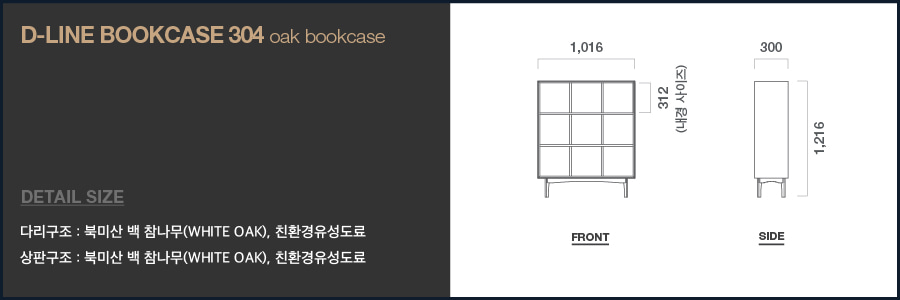 D-LINE BOOKCASE 304 oak bookcase
DETAIL SIZE
다리구조 : 북미산 백 참나무(WHITE OAK), 친환경유성도료
상판구조 : 북미산 백 참나무(WHITE OAK), 친환경유성도료
1,016
312
(내경 사이즈)
FRONT
300
1,216
SIDE